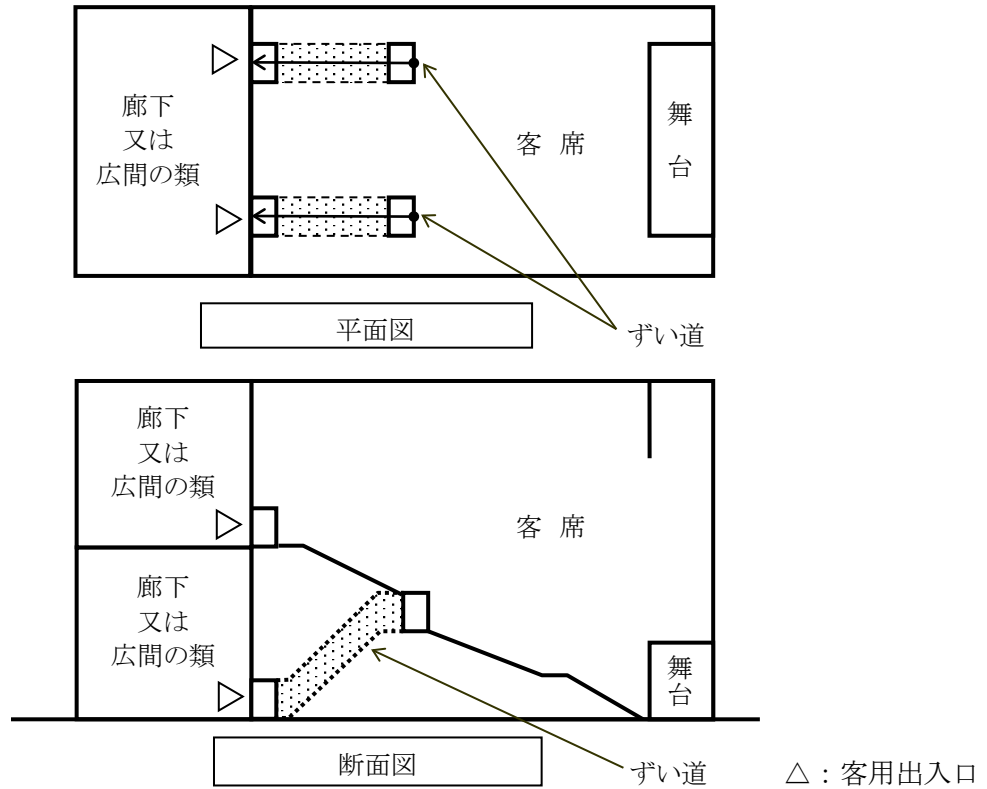 廊下
又は
広間の類
客 席
舞
台
平面図
ずい道
廊下
又は
広間の類
客 席
廊下
又は
広間の類
舞
台
断面図
ずい道
△：客用出入口